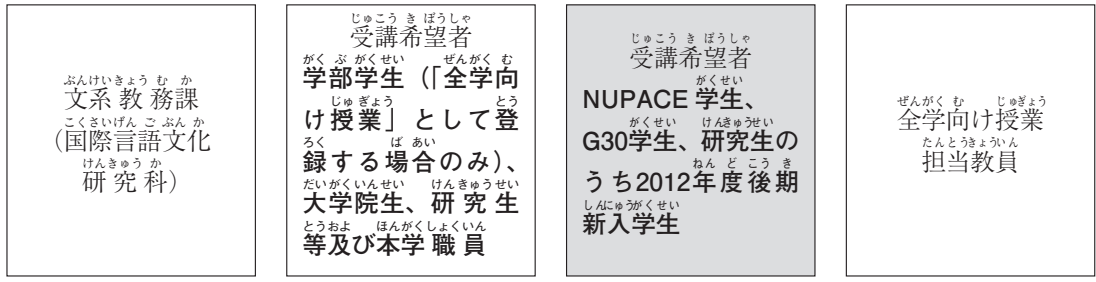 ぶんけいきょう む か
文系教務課
こくさいげん ご ぶん か
（国際言語文化
けんきゅう か
研究科）
じゅこう き ぼうしゃ
受講希望者
がく ぶ がくせい ぜんがく む
学部学生（「全学向
じゅ ぎょう とう
け授業」として登
ろく ば あい
録する場合のみ）、
だいがくいんせい けんきゅうせい
大学院生、研究生
とうおよ ほんがくしょくいん
等及び本学職員
じゅこう き ぼうしゃ
受講希望者
がくせい
NUPACE 学生、
がくせい けんきゅうせい
G30学生、研究生の
ねん ど こう き
うち2012年度後期
しんにゅうがくせい
新入学生
ぜんがく む じゅぎょう
全学向け授業
たんとうきょういん
担当教員